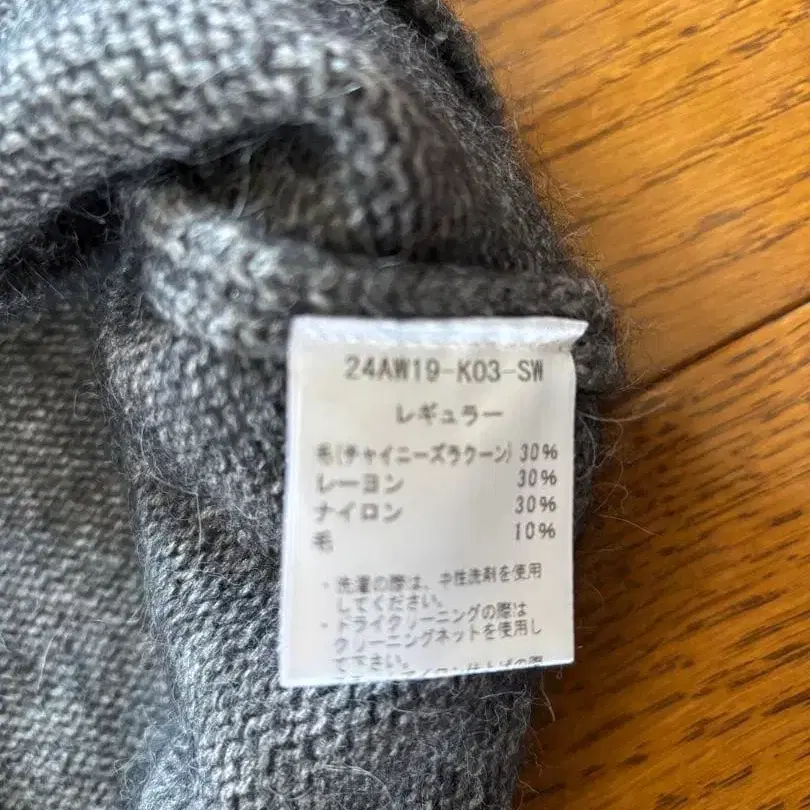 24AW19-K03-SW
レギュラー
毛(チャイニーズラクーン) 30%
レーヨン 30%
ナイロン 30%
毛 10%
・洗濯の際は、中性洗剤を使用
してください。
・ドライクリーニングの際は
クリーニングネットを使用し
て下さい。